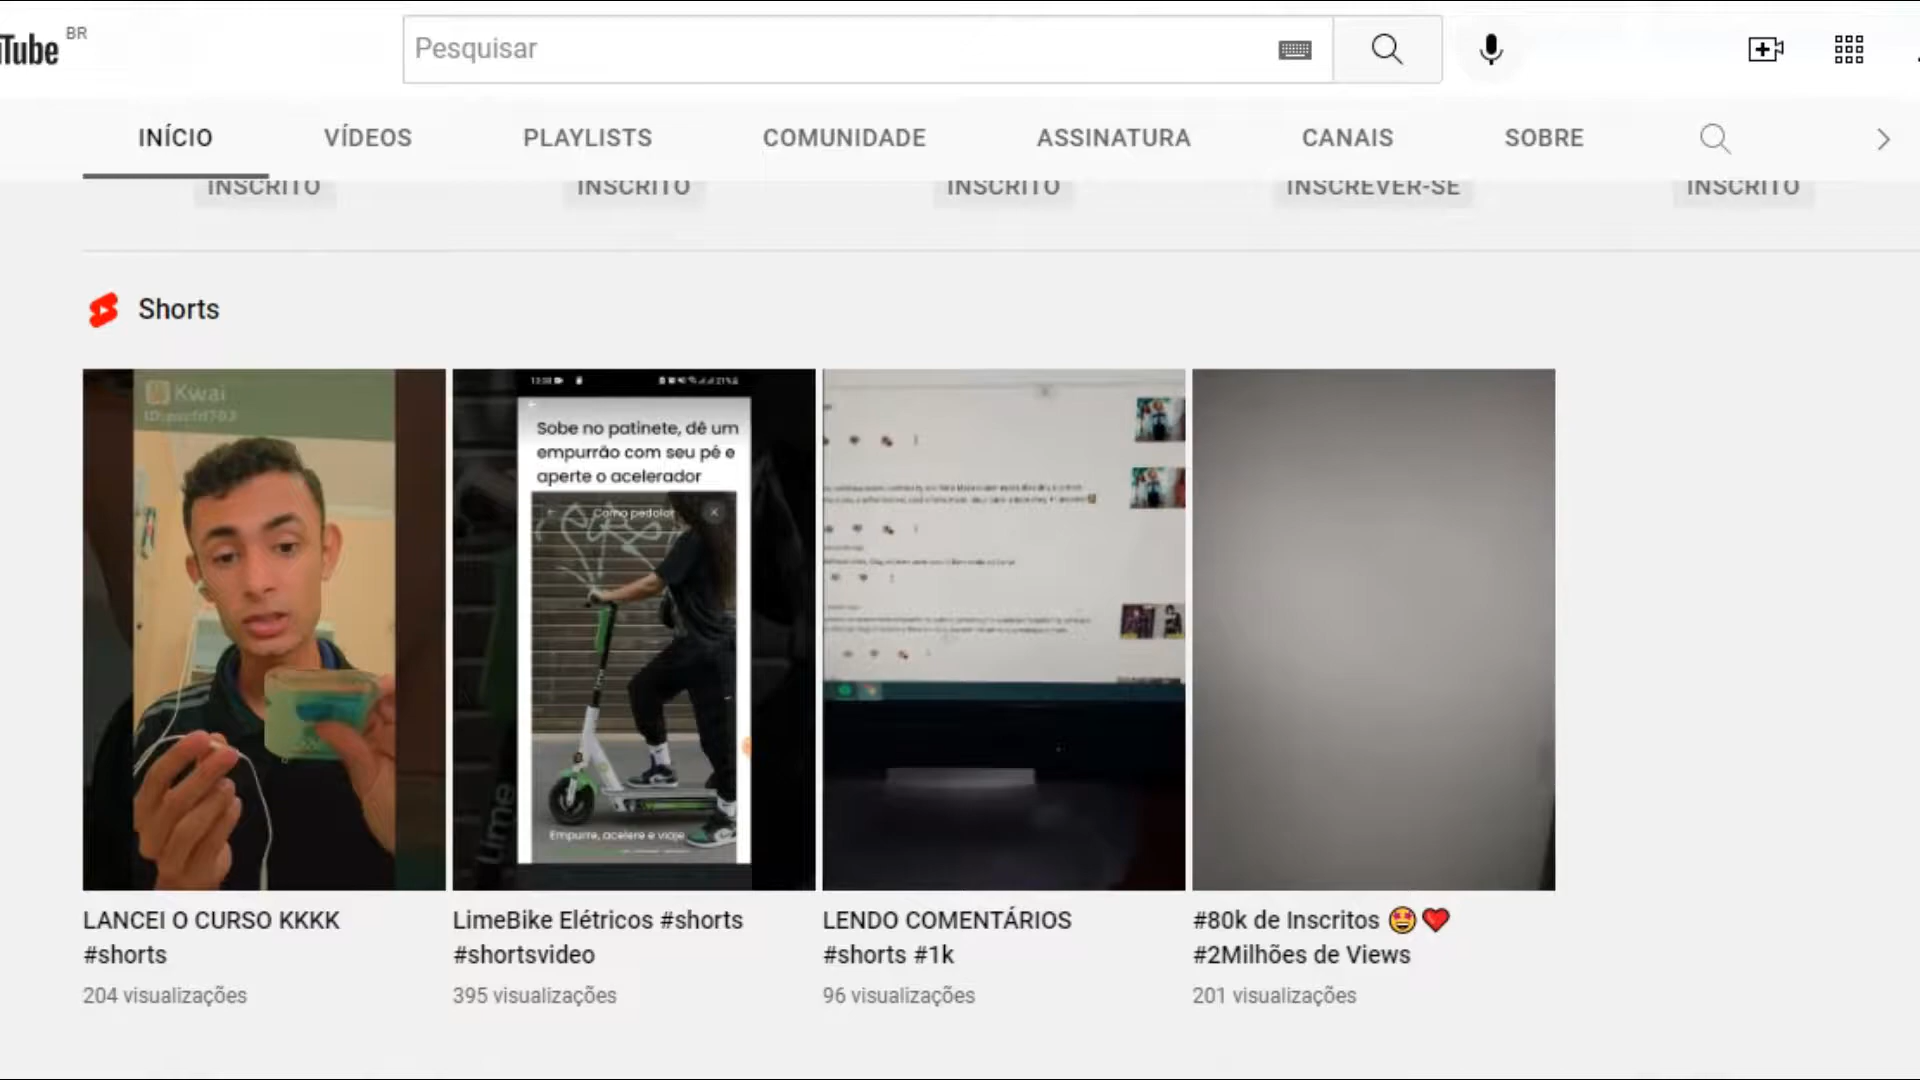 Tube BR
Pesquisar
INÍCIO VÍDEOS PLAYLISTS COMUNIDADE ASSINATURA CANAIS SOBRE
INSCRITO INSCRITO INSCRITO INSCREVER-SE INSCRITO
Shorts
Kwai
Sobe no patinete, dê um
empurrão com seu pé e
aperte o acelerador
Como pedalar
Lime
Empurre, acelere e viaje
LANCEI O CURSO KKKK
#shorts
204 visualizações
LimeBike Elétricos #shorts
#shortsvideo
395 visualizações
LENDO COMENTÁRIOS
#shorts #1k
96 visualizações
#80k de Inscritos 🤩❤️
#2Milhões de Views
201 visualizações